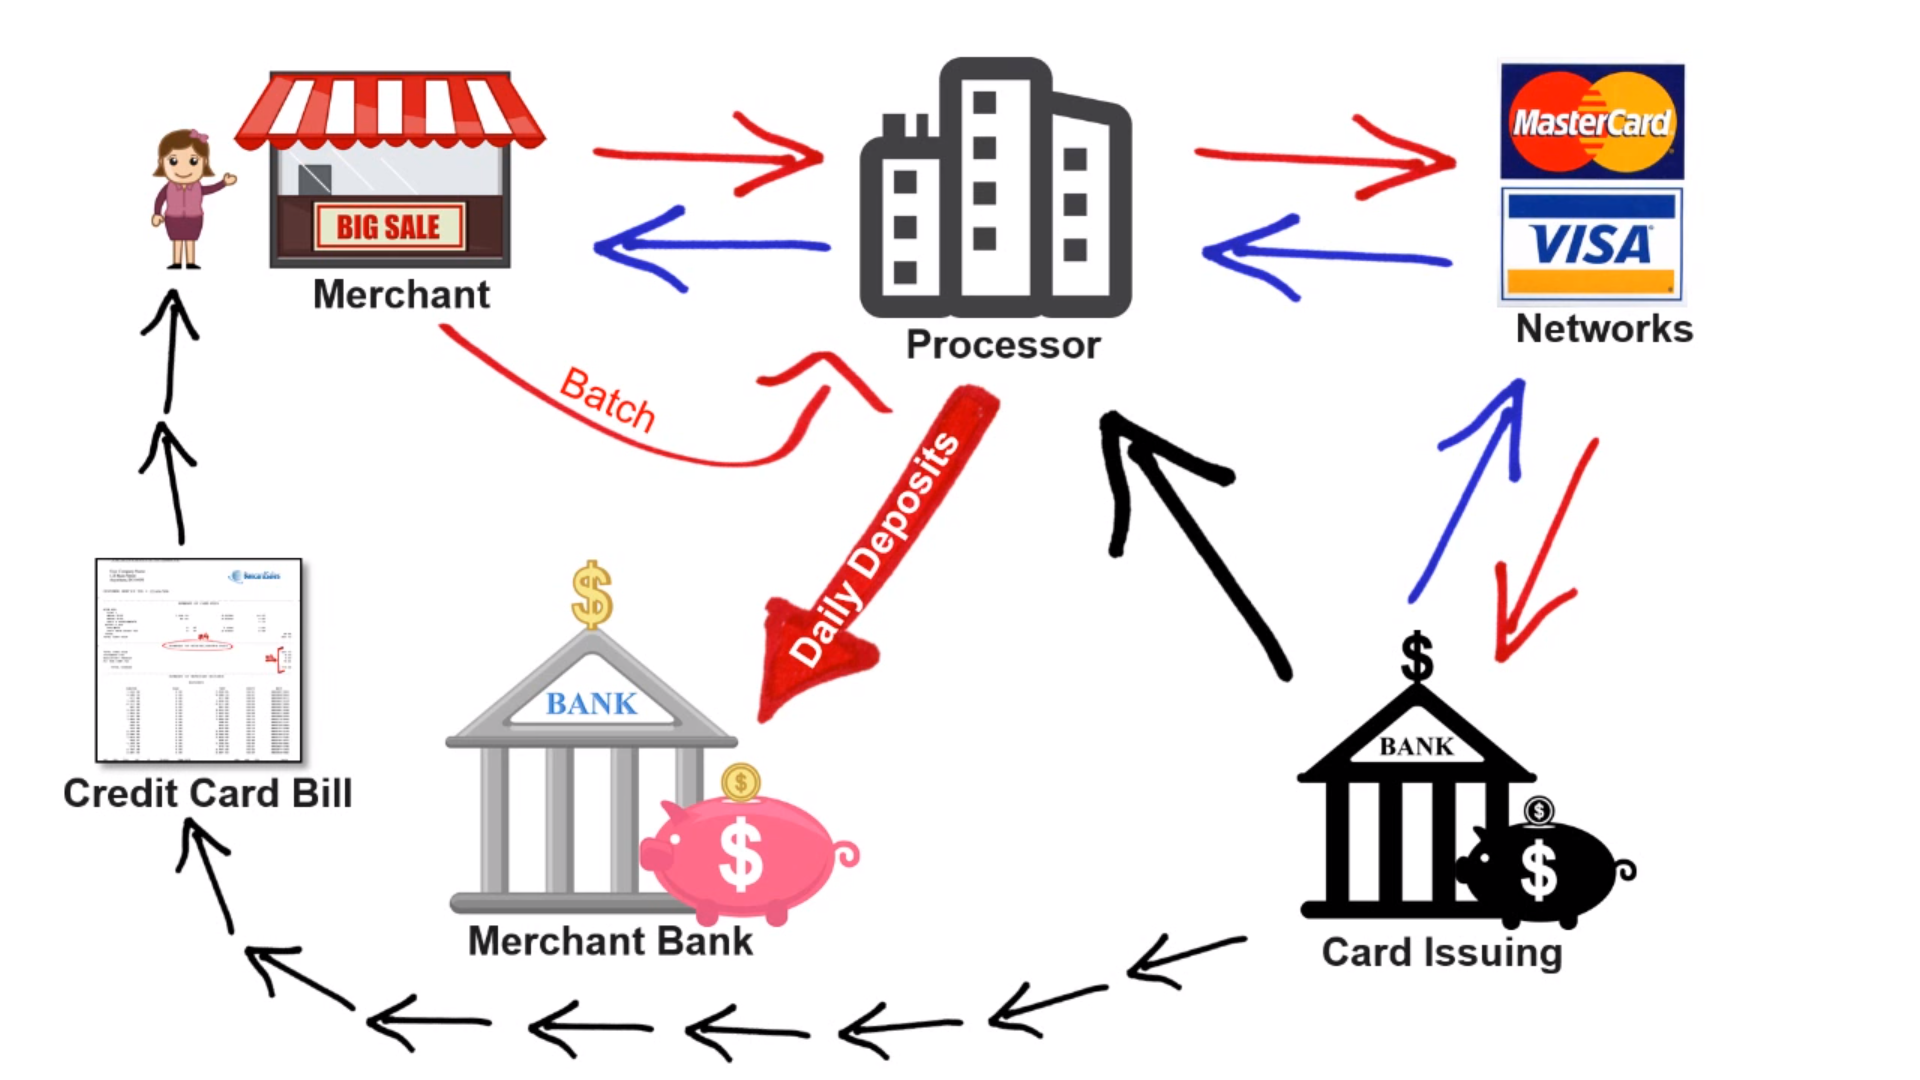 BIG SALE
Merchant
Processor
MasterCard
VISA
Networks
Batch
Daily Deposits
$
BANK
$
$
Merchant Bank
$
BANK
$
$
Card Issuing
Credit Card Bill